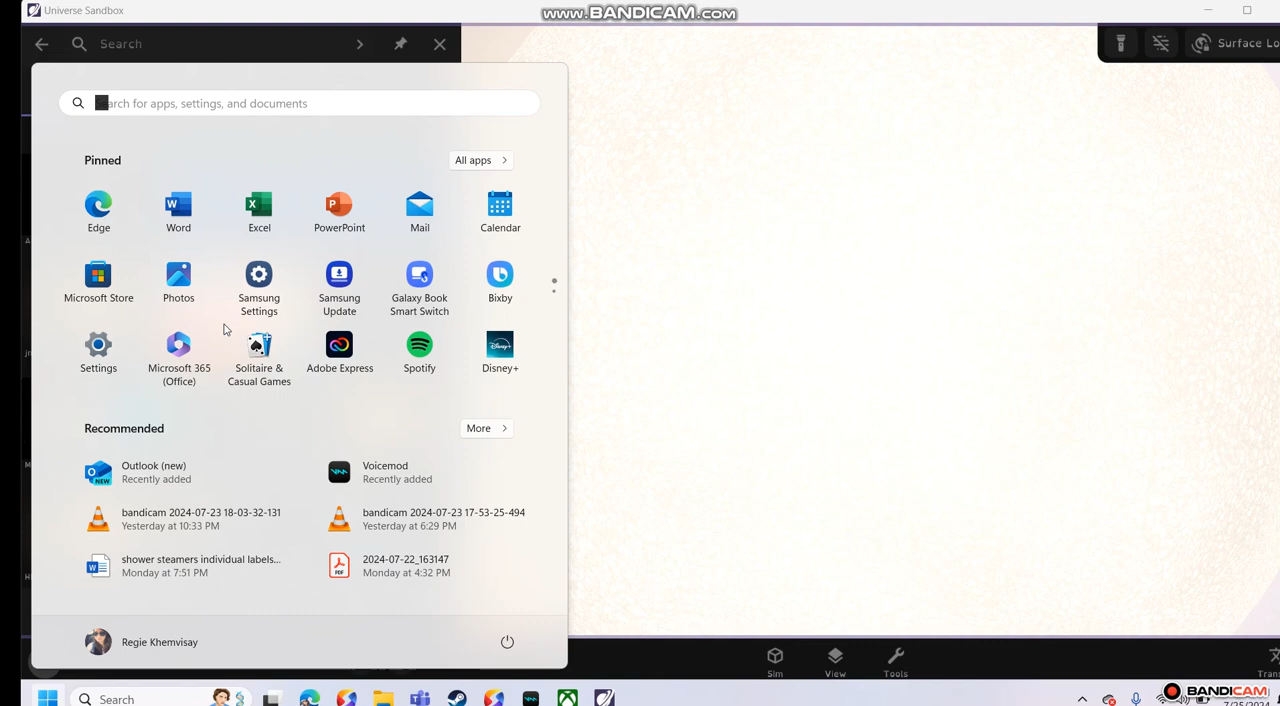 Universe Sandbox
www.BANDICAM.com
Search
Surface Lo
Search for apps, settings, and documents
Pinned
All apps
Edge
Word
Excel
PowerPoint
Mail
Calendar
Microsoft Store
Photos
Samsung
Settings
Samsung
Update
Galaxy Book
Smart Switch
Bixby
Settings
Microsoft 365
(Office)
Solitaire &
Casual Games
Adobe Express
Spotify
Disney+
Recommended
More
Outlook (new)
Recently added
Voicemod
Recently added
bandicam 2024-07-23 18-03-32-131
Yesterday at 10:33 PM
bandicam 2024-07-23 17-53-25-494
Yesterday at 6:29 PM
shower steamers individual labels...
Monday at 7:51 PM
2024-07-22_163147
Monday at 4:32 PM
Regie Khemvisay
Sim
View
Tools
Search
BANDICAM
7/25/2024